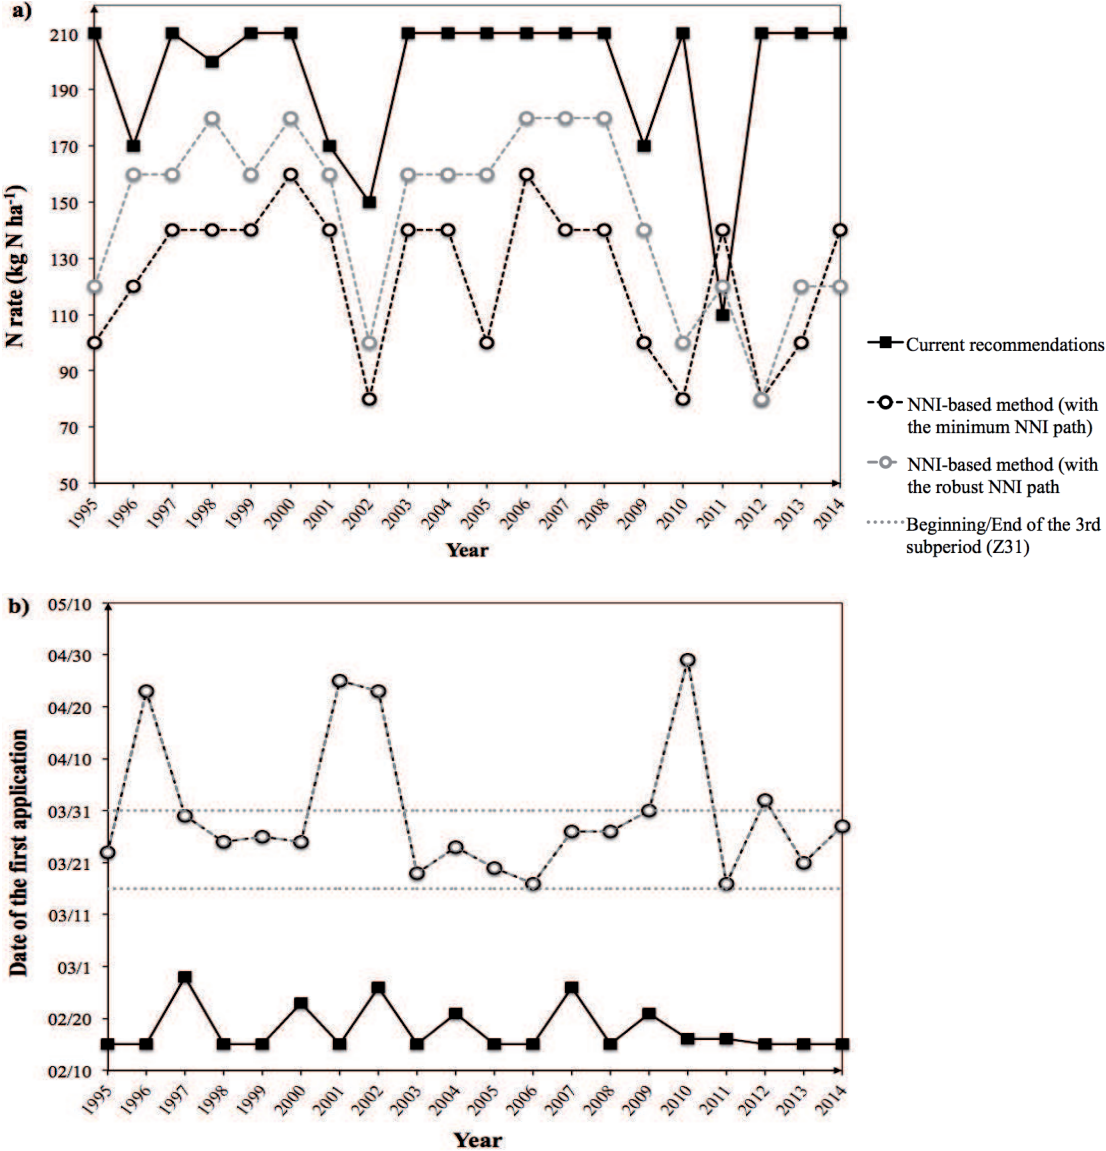 a)
210
190
170
150
130
110
90
70
50
N rate (kg N ha⁻¹)
1995 1996 1997 1998 1999 2000 2001 2002 2003 2004 2005 2006 2007 2008 2009 2010 2011 2012 2013 2014
Year
Current recommendations
NNI-based method (with
the minimum NNI path)
NNI-based method (with
the robust NNI path
Beginning/End of the 3rd
subperiod (Z31)
b)
05/10
04/30
04/20
04/10
03/31
03/21
03/11
03/1
02/20
02/10
Date of the first application
1995 1996 1997 1998 1999 2000 2001 2002 2003 2004 2005 2006 2007 2008 2009 2010 2011 2012 2013 2014
Year